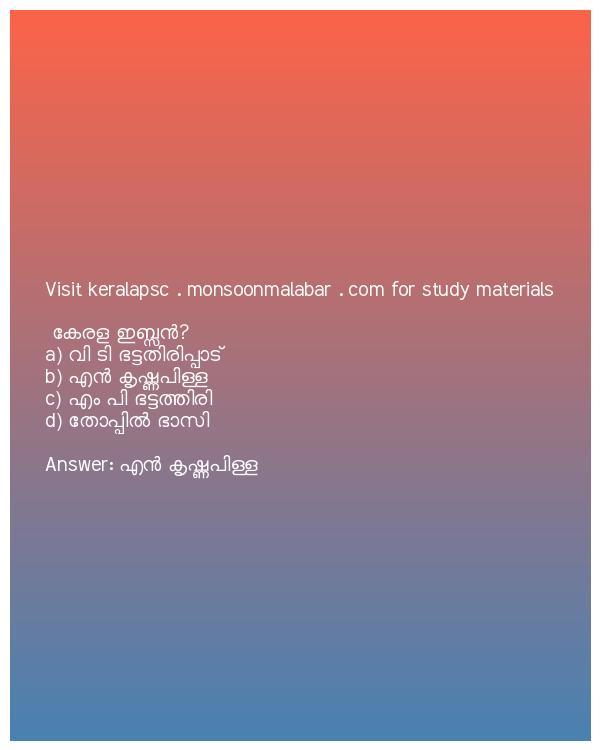 Visit keralapsc . monsoonmalabar . com for study materials
കേരള ഇബ്സൻ?
a) വി ടി ഭട്ടതിരിപ്പാട്
b) എൻ കൃഷ്ണപിള്ള
c) എം പി ഭട്ടത്തിരി
d) തോപ്പിൽ ഭാസി
Answer: എൻ കൃഷ്ണപിള്ള